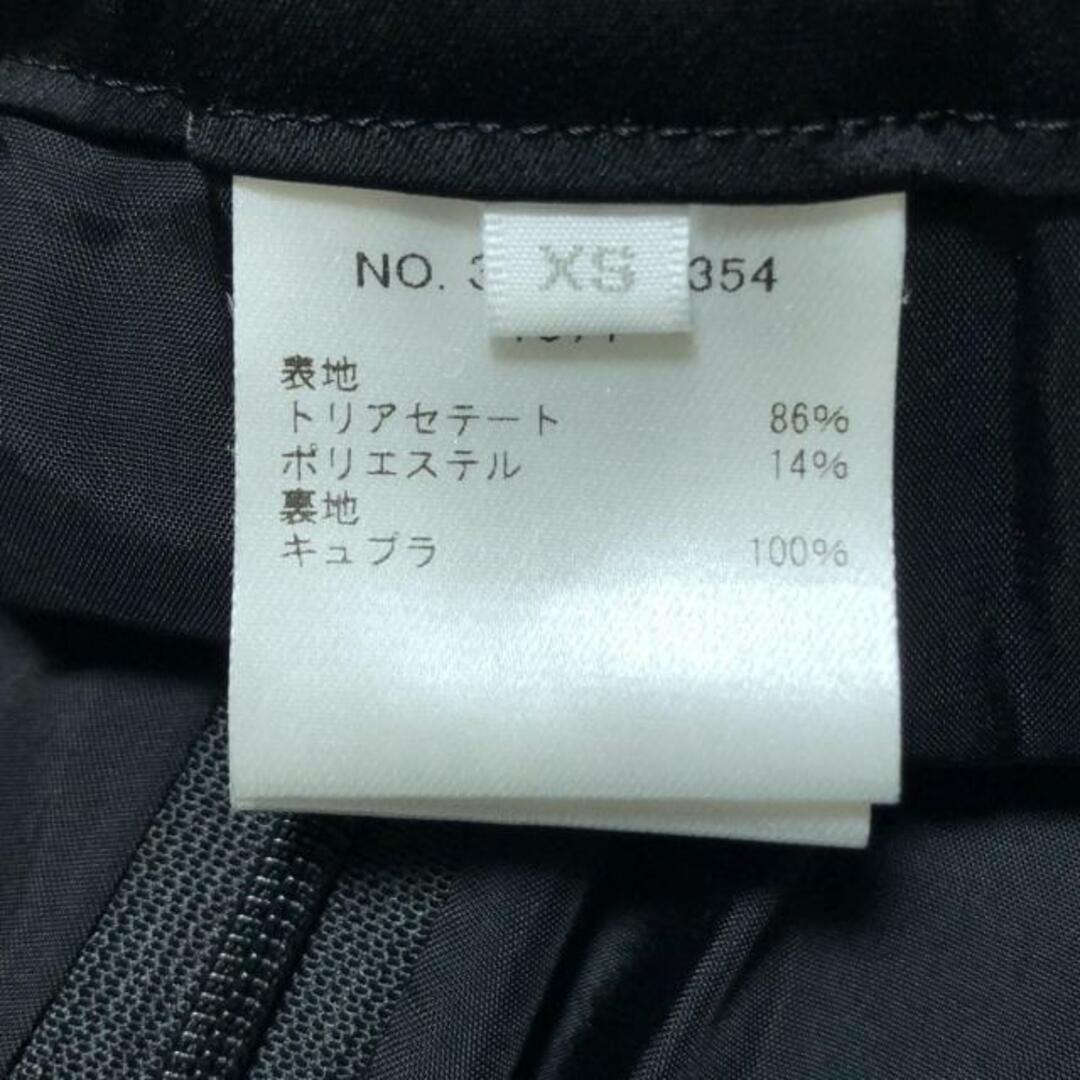 NO. 3
XS
354
表地
トリアセテート 86%
ポリエステル 14%
裏地
キュプラ 100%